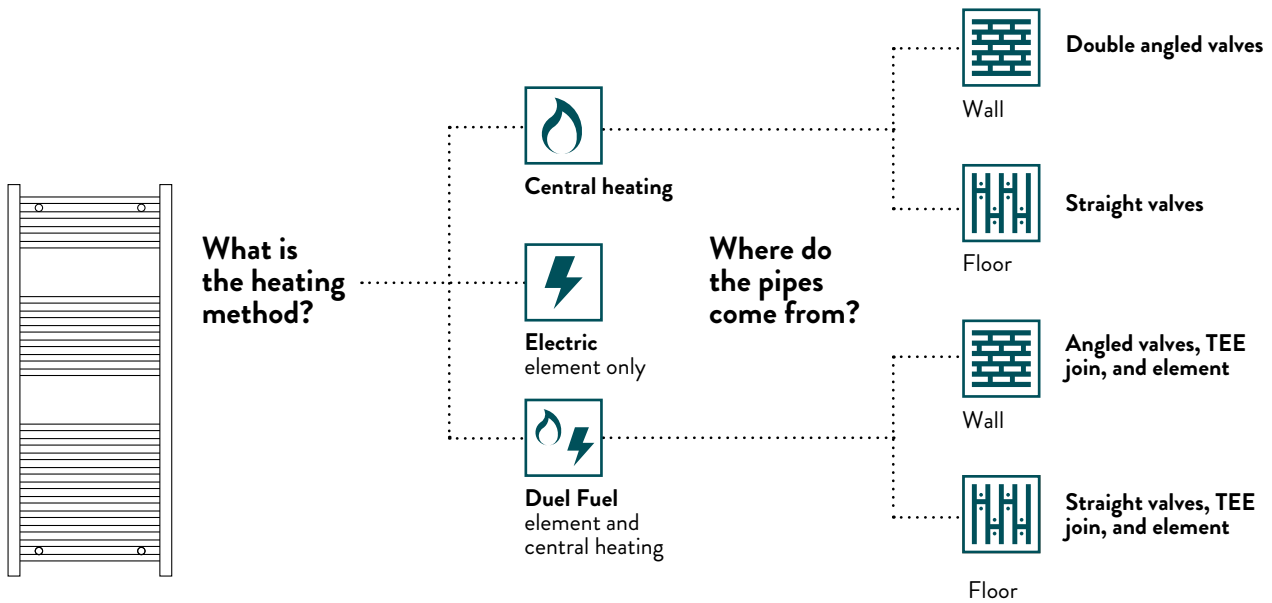 What is
the heating
method?
Central heating
Electric
element only
Duel Fuel
element and
central heating
Where do
the pipes
come from?
Wall
Double angled valves
Floor
Straight valves
Wall
Angled valves, TEE
join, and element
Floor
Straight valves, TEE
join, and element